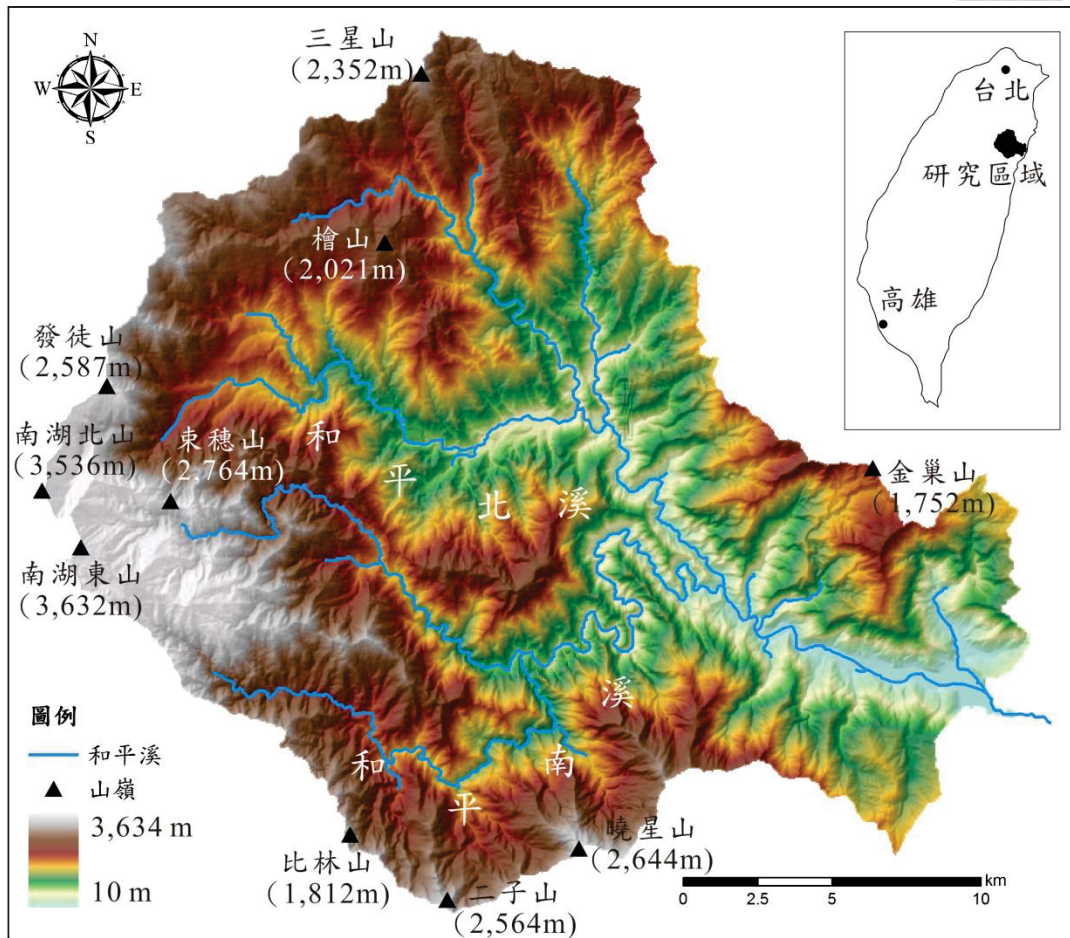 N
W E
S
三星山
(2,352m)
台北
研究區域
高雄
檜山
(2,021m)
發徒山
(2,587m)
南湖北山
(3,536m)
東穗山
(2,764m)
和
平
北
溪
金巢山
(1,752m)
南湖東山
(3,632m)
溪
南
平
和
圖例
和平溪
山嶺
3,634 m
10 m
比林山
(1,812m)
二子山
(2,564m)
曉星山
(2,644m)
km
0 2.5 5 10